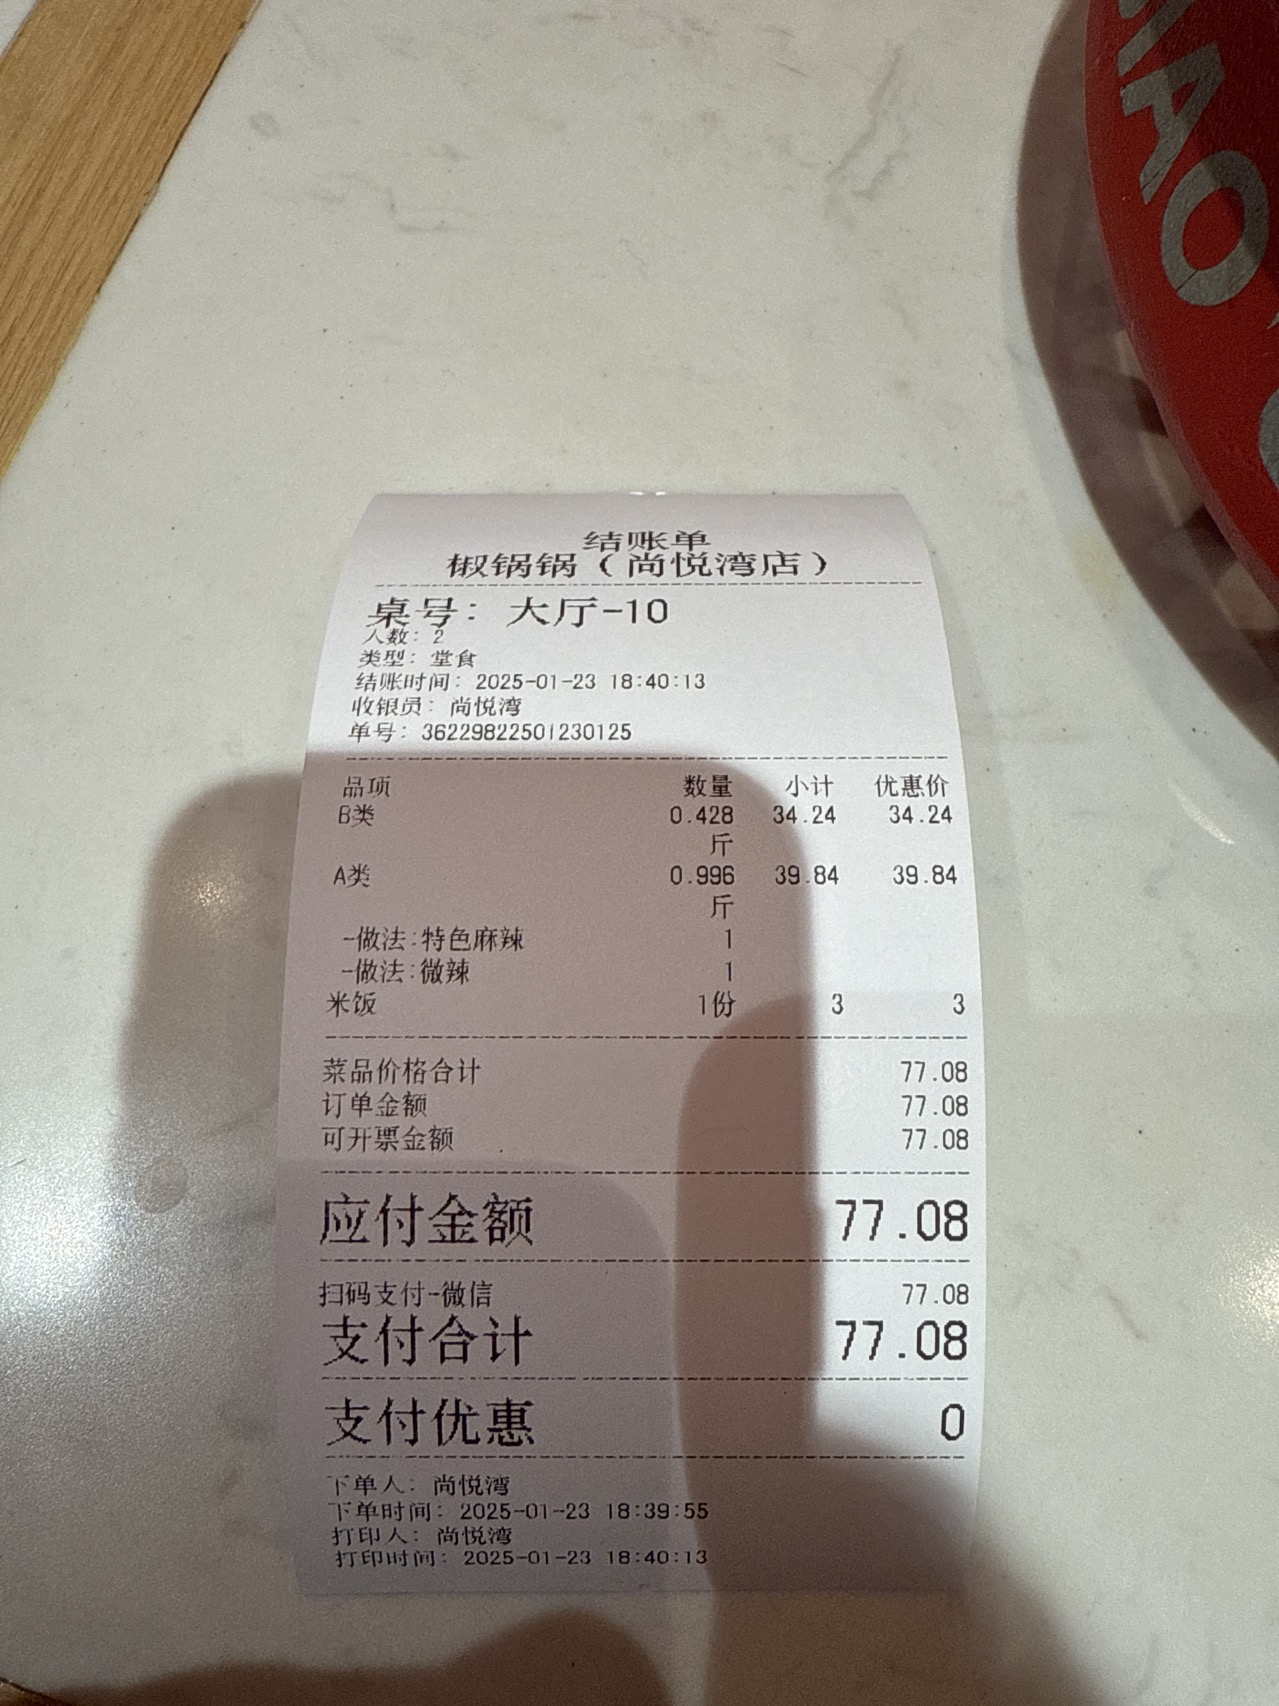 结账单
椒锅锅（尚悦湾店）
桌号： 大厅-10
人数： 2
类型： 堂食
结账时间： 2025-01-23 18:40:13
收银员： 尚悦湾
单号： 36229822501230125
品项 数量 小计 优惠价
B类 0.428 34.24 34.24
斤
A类 0.996 39.84 39.84
斤
-做法:特色麻辣 1
-做法:微辣 1
米饭 1份 3 3
菜品价格合计 77.08
订单金额 77.08
可开票金额 77.08
应付金额 77.08
扫码支付-微信 77.08
支付合计 77.08
支付优惠 0
下单人： 尚悦湾
下单时间： 2025-01-23 18:39:55
打印人： 尚悦湾
打印时间： 2025-01-23 18:40:13
IAO